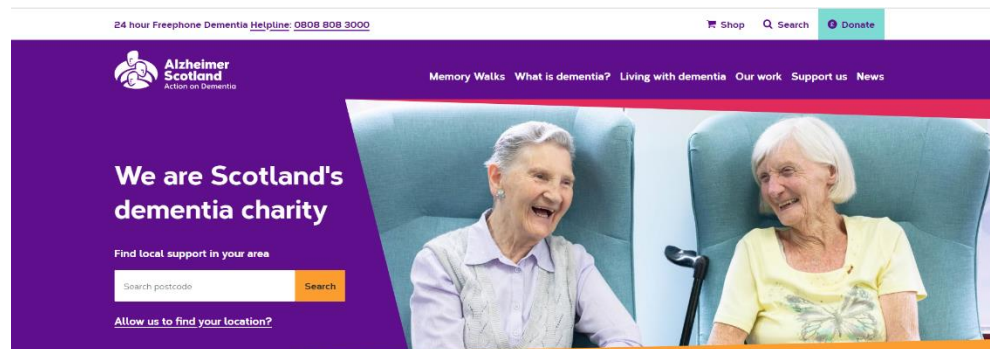 24 hour Freephone Dementia Helpline: 0808 808 3000
Shop
Search
£ Donate
Alzheimer
Scotland
Action on Dementia
Memory Walks What is dementia? Living with dementia Our work Support us News
We are Scotland's
dementia charity
Find local support in your area
Search postcode
Search
Allow us to find your location?